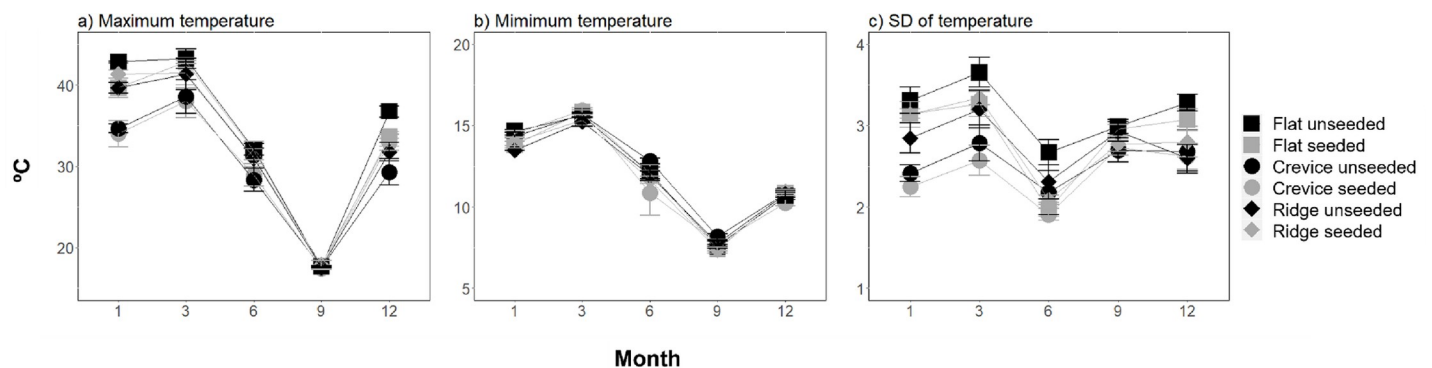 a) Maximum temperature
b) Mimimum temperature
c) SD of temperature
ºC
40
30
20
1 3 6 9 12
20
15
10
5
1 3 6 9 12
4
3
2
1
1 3 6 9 12
Month
Flat unseeded
Flat seeded
Crevice unseeded
Crevice seeded
Ridge unseeded
Ridge seeded